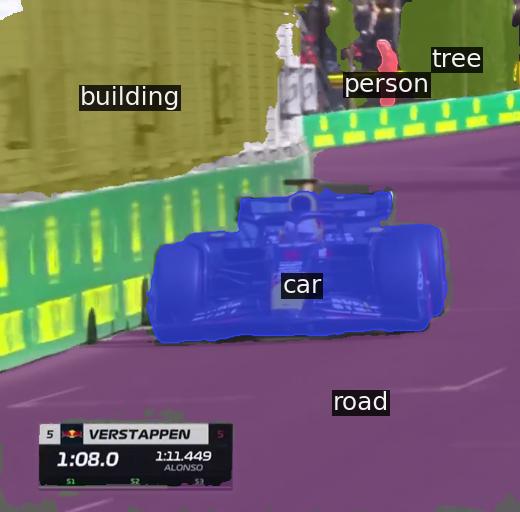 tree
person
building
car
road
5 VERSTAPPEN 5
1:08.0 1:11.449
ALONSO
S1 S2 S3